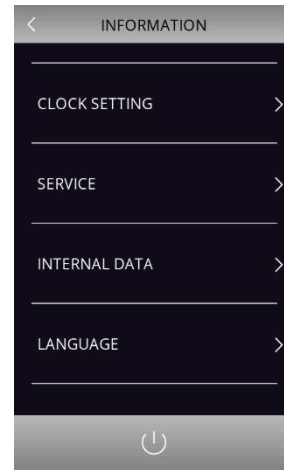 INFORMATION
CLOCK SETTING
SERVICE
INTERNAL DATA
LANGUAGE